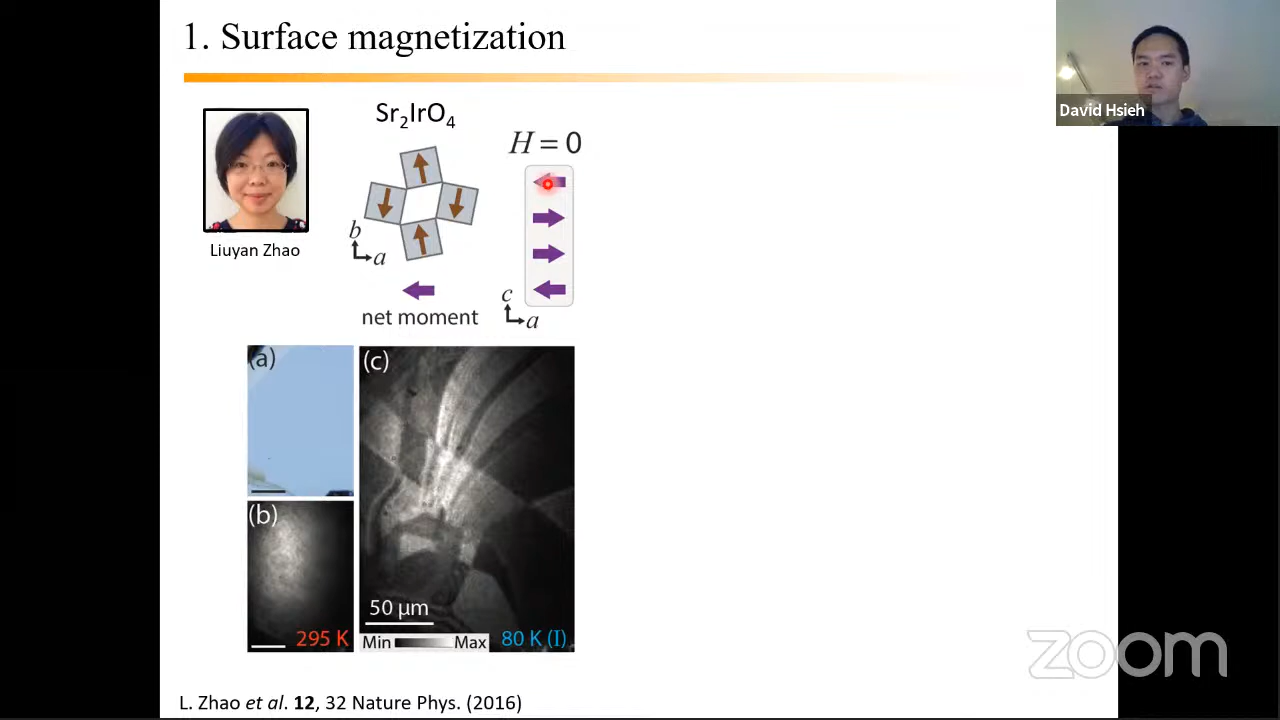 1. Surface magnetization
David Hsieh
Sr₂IrO₄
H = 0
b
a
Liuyan Zhao
net moment
c
a
(a)
(c)
(b)
50 μm
295 K
Min
Max
80 K (I)
zoom
L. Zhao et al. 12, 32 Nature Phys. (2016)